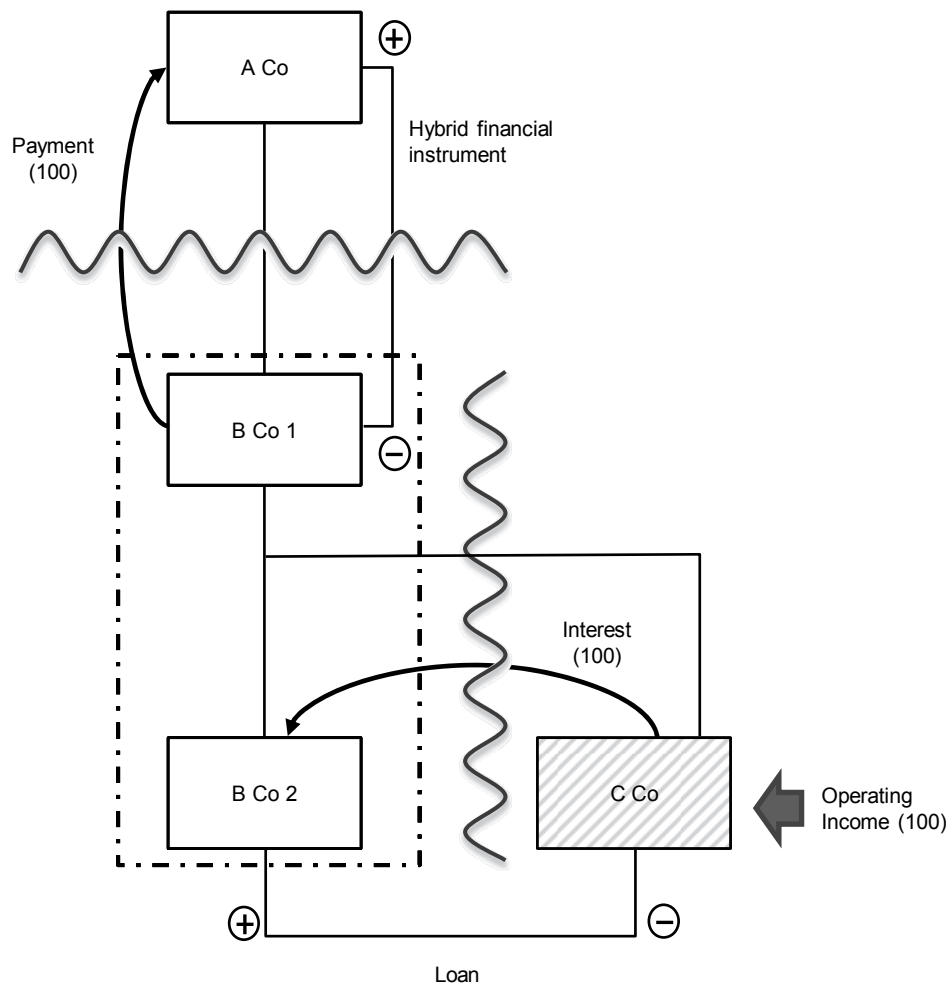 A Co
+
Hybrid financial
instrument
Payment
(100)
B Co 1
−
Interest
(100)
B Co 2
C Co
Operating
Income (100)
+
−
Loan